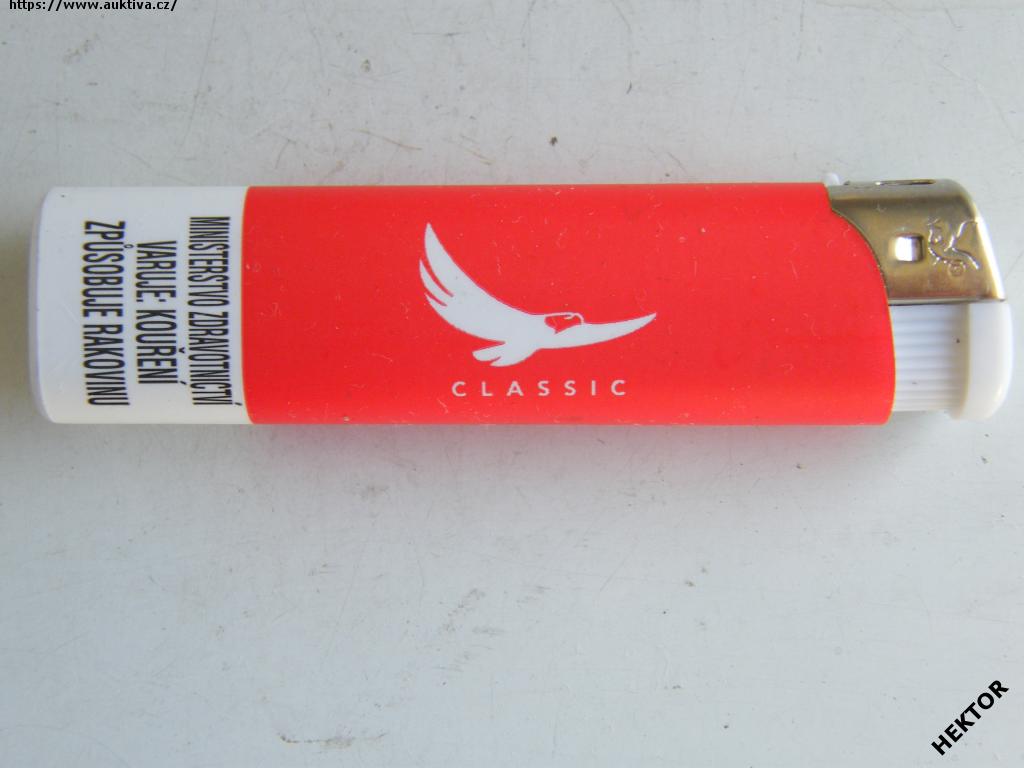 https://www.auktiva.cz/
MINISTERSTVO ZDRAVOTNICTVÍ
VARUJE: KOUŘENÍ
ZPŮSOBUJE RAKOVINU
CLASSIC
HEKTOR